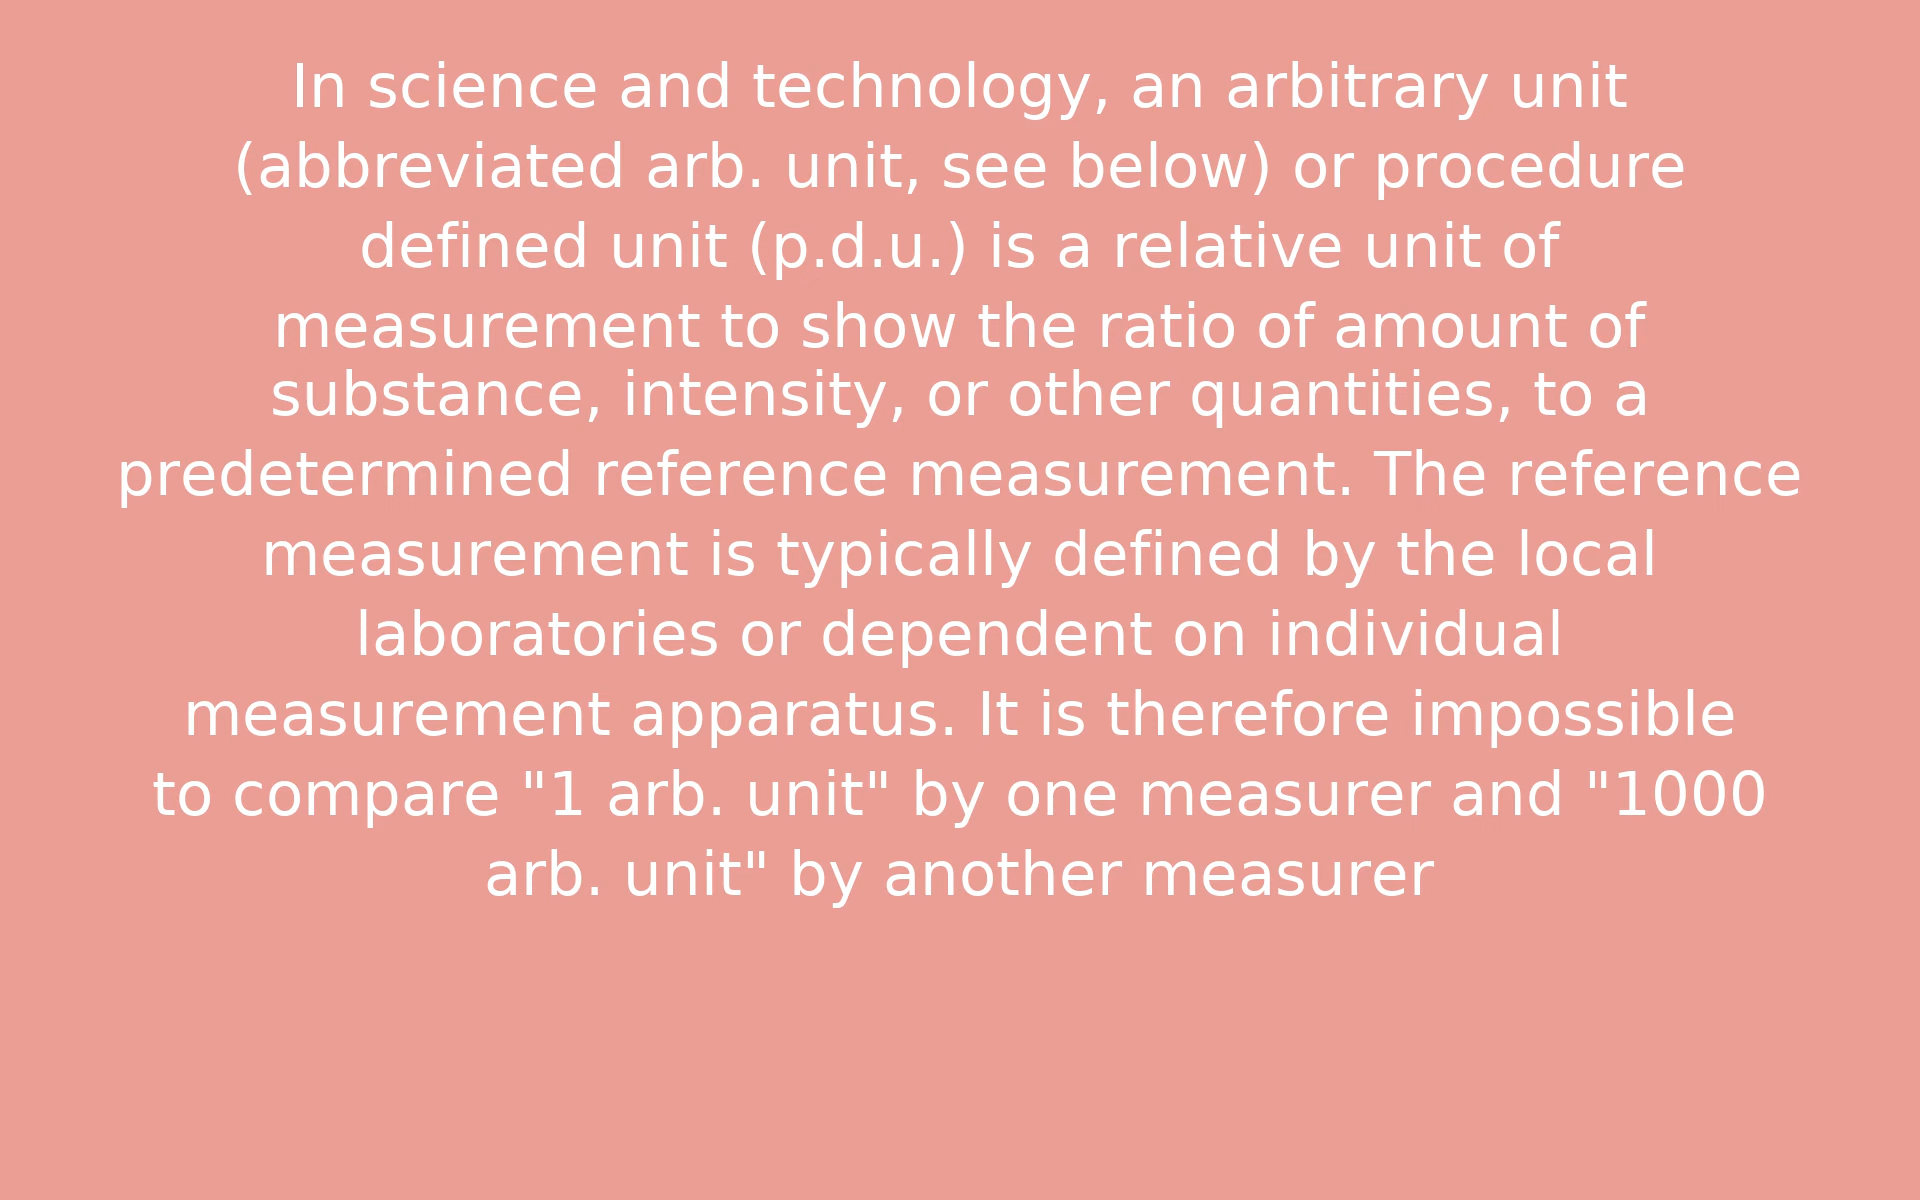 In science and technology, an arbitrary unit
(abbreviated arb. unit, see below) or procedure
defined unit (p.d.u.) is a relative unit of
measurement to show the ratio of amount of
substance, intensity, or other quantities, to a
predetermined reference measurement. The reference
measurement is typically defined by the local
laboratories or dependent on individual
measurement apparatus. It is therefore impossible
to compare "1 arb. unit" by one measurer and "1000
arb. unit" by another measurer